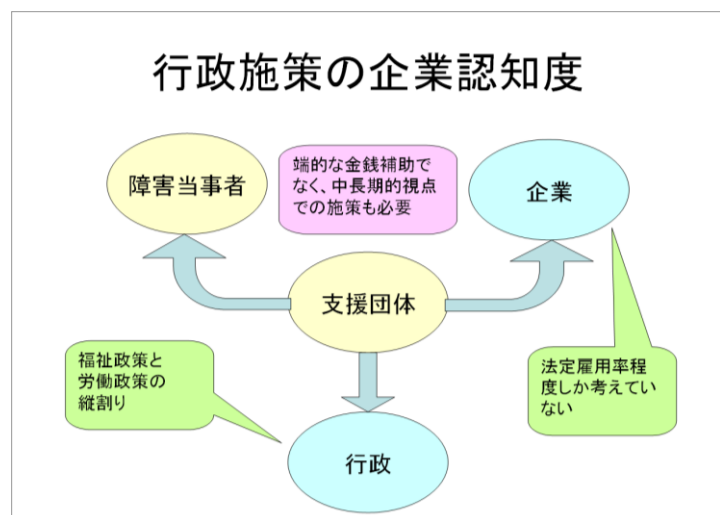 行政施策の企業認知度
障害当事者
端的な金銭補助で
なく、中長期的視点
での施策も必要
企業
支援団体
福祉政策と
労働政策の
縦割り
法定雇用率程
度しか考えてい
ない
行政